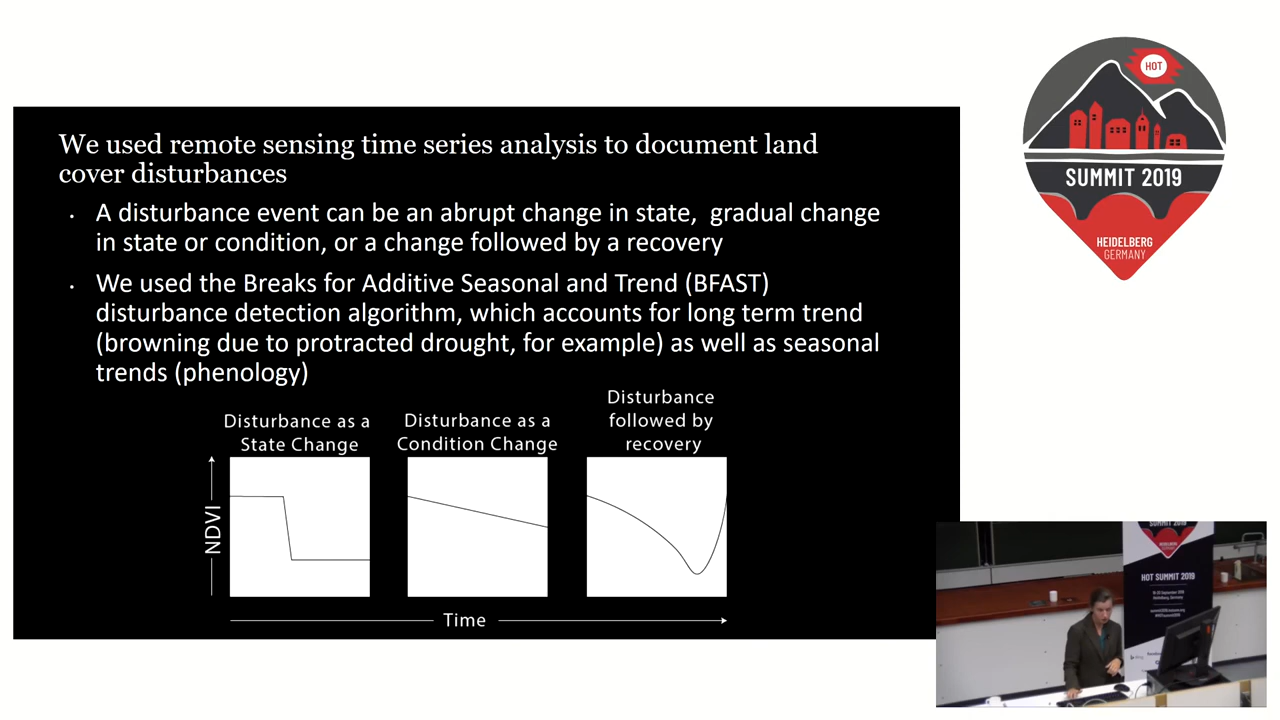 We used remote sensing time series analysis to document land
cover disturbances
• A disturbance event can be an abrupt change in state, gradual change
in state or condition, or a change followed by a recovery
• We used the Breaks for Additive Seasonal and Trend (BFAST)
disturbance detection algorithm, which accounts for long term trend
(browning due to protracted drought, for example) as well as seasonal
trends (phenology)
Disturbance as a
State Change
Disturbance as a
Condition Change
Disturbance
followed by
recovery
NDVI
Time
HOT
SUMMIT 2019
HEIDELBERG
GERMANY
SUMMIT 2019
HOT SUMMIT 2019